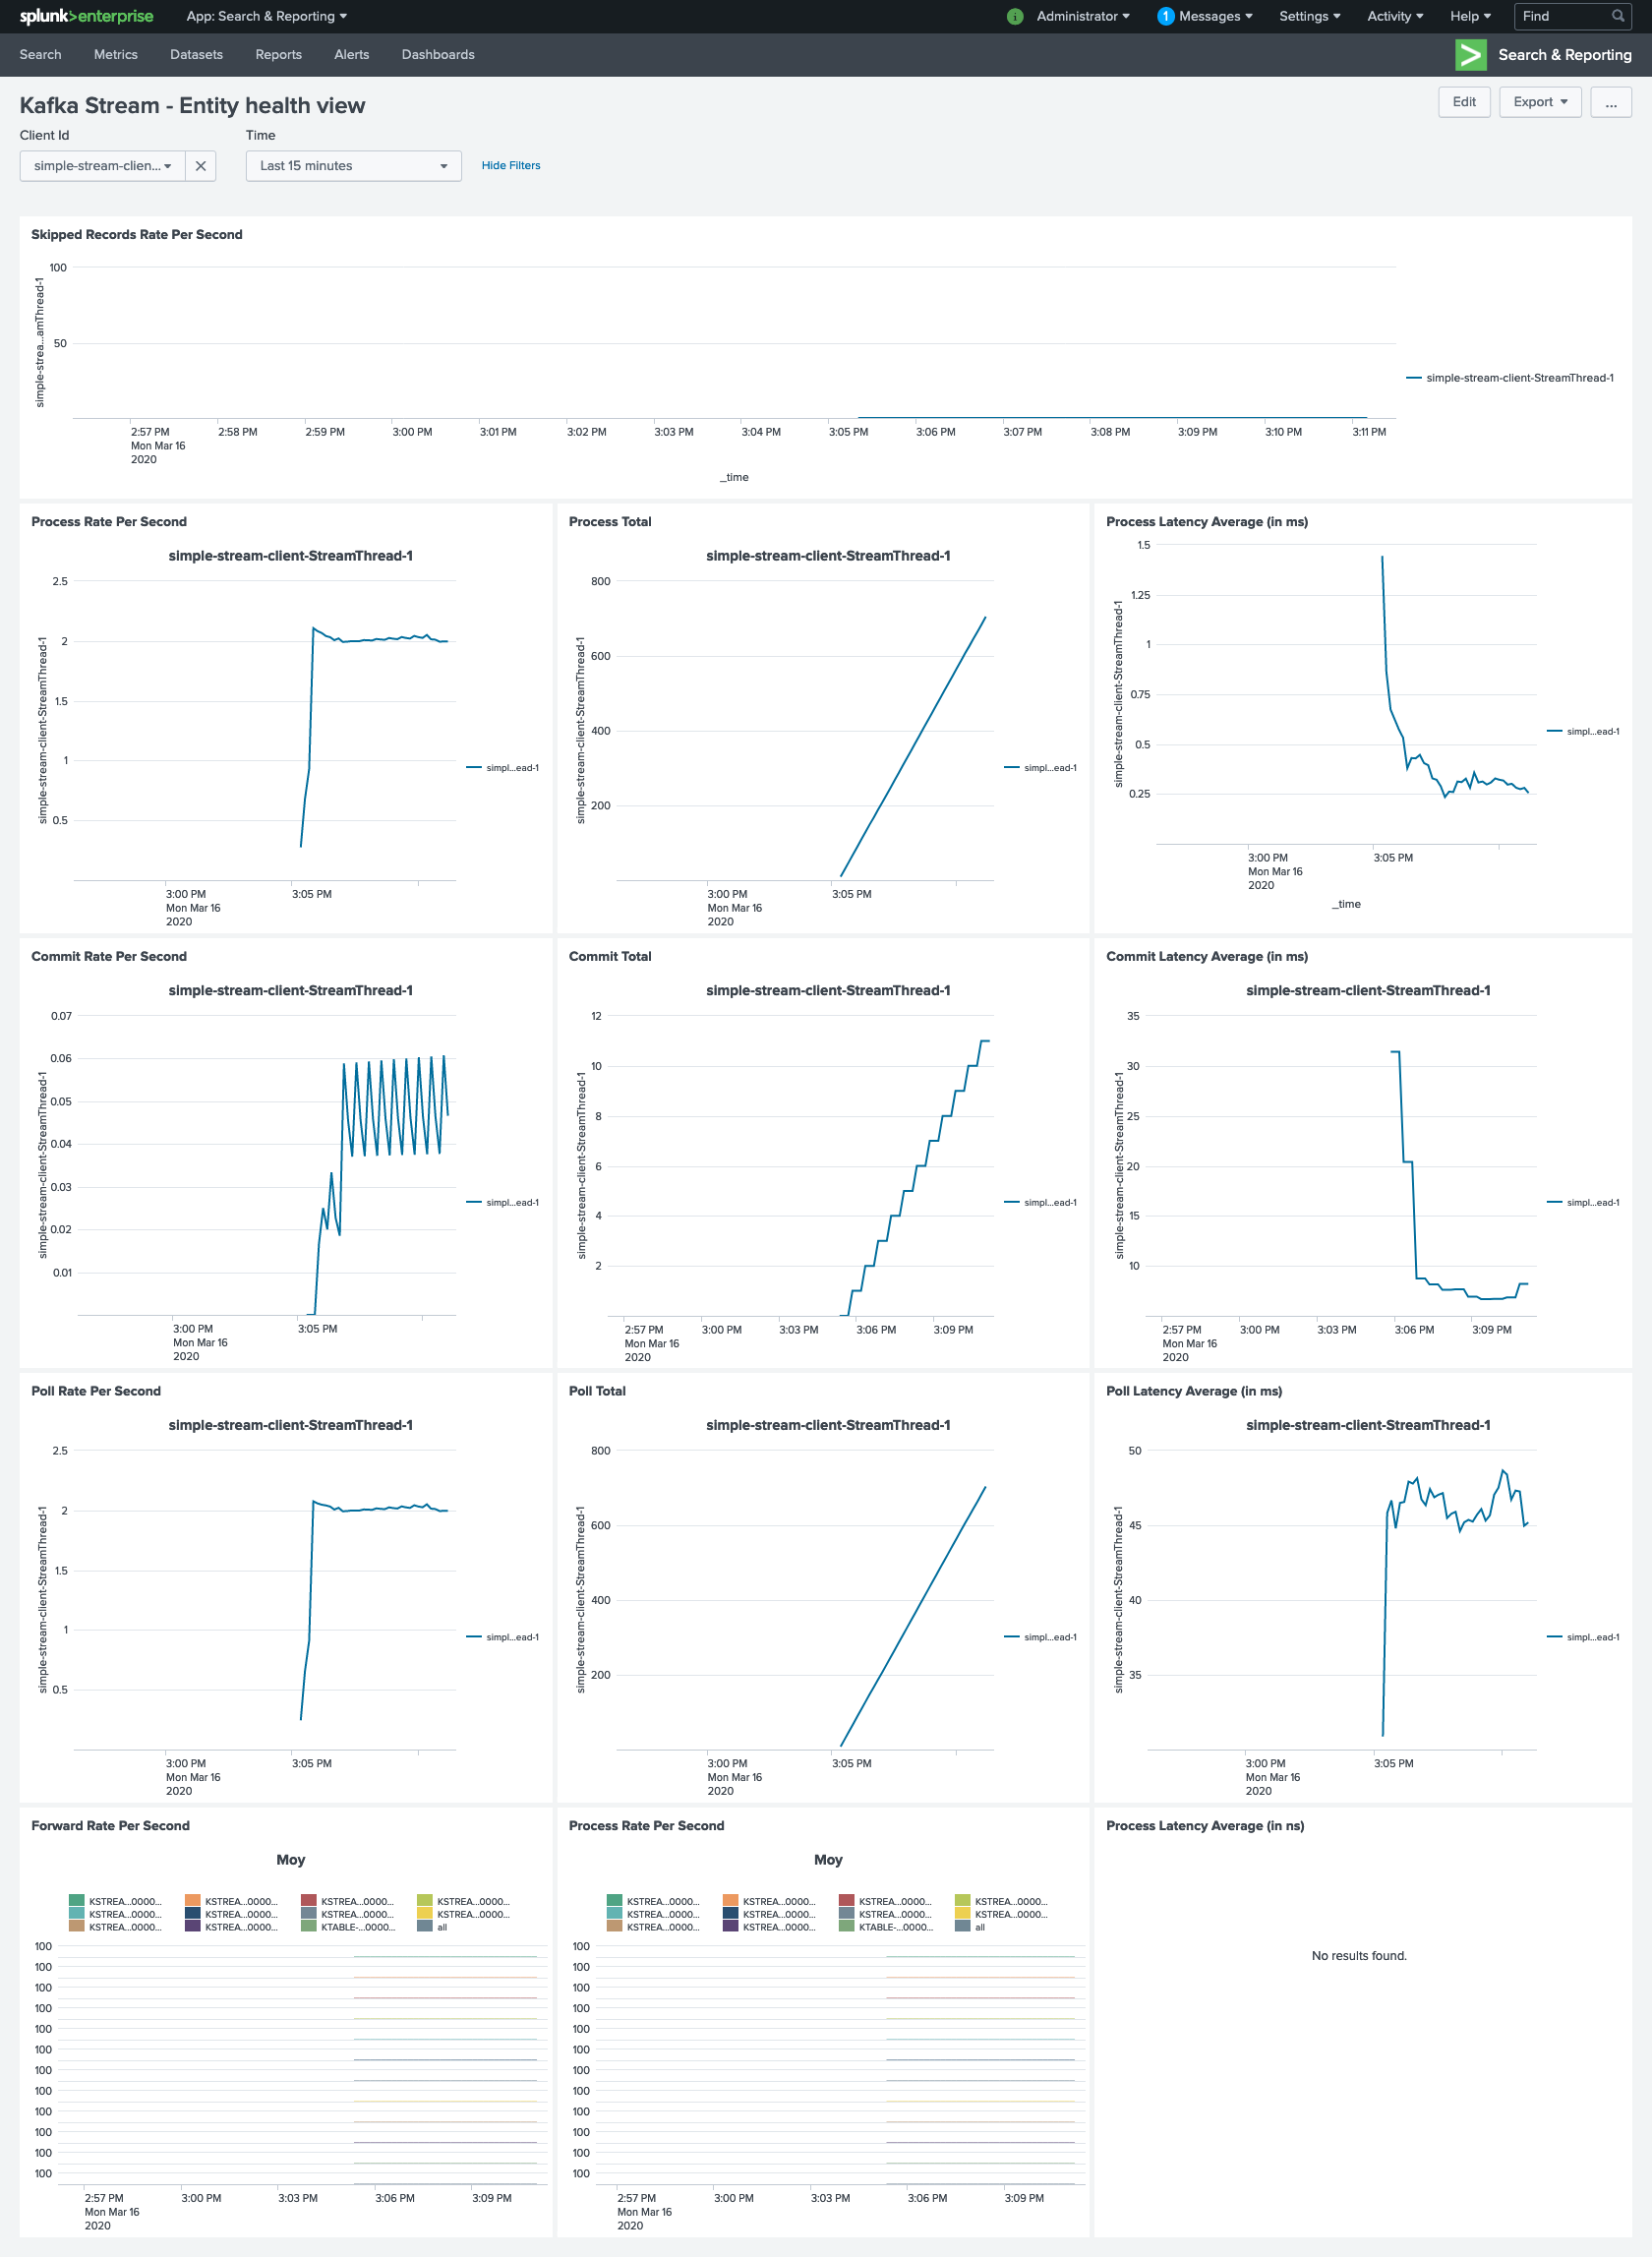 splunk>enterprise App: Search & Reporting i Administrator 1 Messages Settings Activity Help Find
Search Metrics Datasets Reports Alerts Dashboards > Search & Reporting
Kafka Stream - Entity health view Edit Export ...
Client Id Time
simple-stream-clien... Last 15 minutes Hide Filters
Skipped Records Rate Per Second
simple-strea...amThread-1
100
50
simple-stream-client-StreamThread-1
2:57 PM 2:58 PM 2:59 PM 3:00 PM 3:01 PM 3:02 PM 3:03 PM 3:04 PM 3:05 PM 3:06 PM 3:07 PM 3:08 PM 3:09 PM 3:10 PM 3:11 PM
Mon Mar 16
2020
_time
Process Rate Per Second
simple-stream-client-StreamThread-1
simple-stream-client-StreamThread-1
2.5
2
1.5
1
0.5
simpl...ead-1
3:00 PM 3:05 PM
Mon Mar 16
2020
Process Total
simple-stream-client-StreamThread-1
simple-stream-client-StreamThread-1
800
600
400
200
simpl...ead-1
3:00 PM 3:05 PM
Mon Mar 16
2020
Process Latency Average (in ms)
simple-stream-client-StreamThread-1
1.5
1.25
1
0.75
0.5
0.25
simpl...ead-1
3:00 PM 3:05 PM
Mon Mar 16
2020
_time
Commit Rate Per Second
simple-stream-client-StreamThread-1
simple-stream-client-StreamThread-1
0.07
0.06
0.05
0.04
0.03
0.02
0.01
simpl...ead-1
3:00 PM 3:05 PM
Mon Mar 16
2020
Commit Total
simple-stream-client-StreamThread-1
simple-stream-client-StreamThread-1
12
10
8
6
4
2
simpl...ead-1
2:57 PM 3:00 PM 3:03 PM 3:06 PM 3:09 PM
Mon Mar 16
2020
Commit Latency Average (in ms)
simple-stream-client-StreamThread-1
simple-stream-client-StreamThread-1
35
30
25
20
15
10
simpl...ead-1
2:57 PM 3:00 PM 3:03 PM 3:06 PM 3:09 PM
Mon Mar 16
2020
Poll Rate Per Second
simple-stream-client-StreamThread-1
simple-stream-client-StreamThread-1
2.5
2
1.5
1
0.5
simpl...ead-1
3:00 PM 3:05 PM
Mon Mar 16
2020
Poll Total
simple-stream-client-StreamThread-1
simple-stream-client-StreamThread-1
800
600
400
200
simpl...ead-1
3:00 PM 3:05 PM
Mon Mar 16
2020
Poll Latency Average (in ms)
simple-stream-client-StreamThread-1
simple-stream-client-StreamThread-1
50
45
40
35
simpl...ead-1
3:00 PM 3:05 PM
Mon Mar 16
2020
Forward Rate Per Second
Moy
KSTREA...0000... KSTREA...0000... KSTREA...0000... KSTREA...0000...
KSTREA...0000... KSTREA...0000... KSTREA...0000... KSTREA...0000...
KSTREA...0000... KSTREA...0000... KTABLE-...0000... all
100
100
100
100
100
100
100
100
100
100
100
100
2:57 PM 3:00 PM 3:03 PM 3:06 PM 3:09 PM
Mon Mar 16
2020
Process Rate Per Second
Moy
KSTREA...0000... KSTREA...0000... KSTREA...0000... KSTREA...0000...
KSTREA...0000... KSTREA...0000... KSTREA...0000... KSTREA...0000...
KSTREA...0000... KSTREA...0000... KTABLE-...0000... all
100
100
100
100
100
100
100
100
100
100
100
100
2:57 PM 3:00 PM 3:03 PM 3:06 PM 3:09 PM
Mon Mar 16
2020
Process Latency Average (in ns)
No results found.